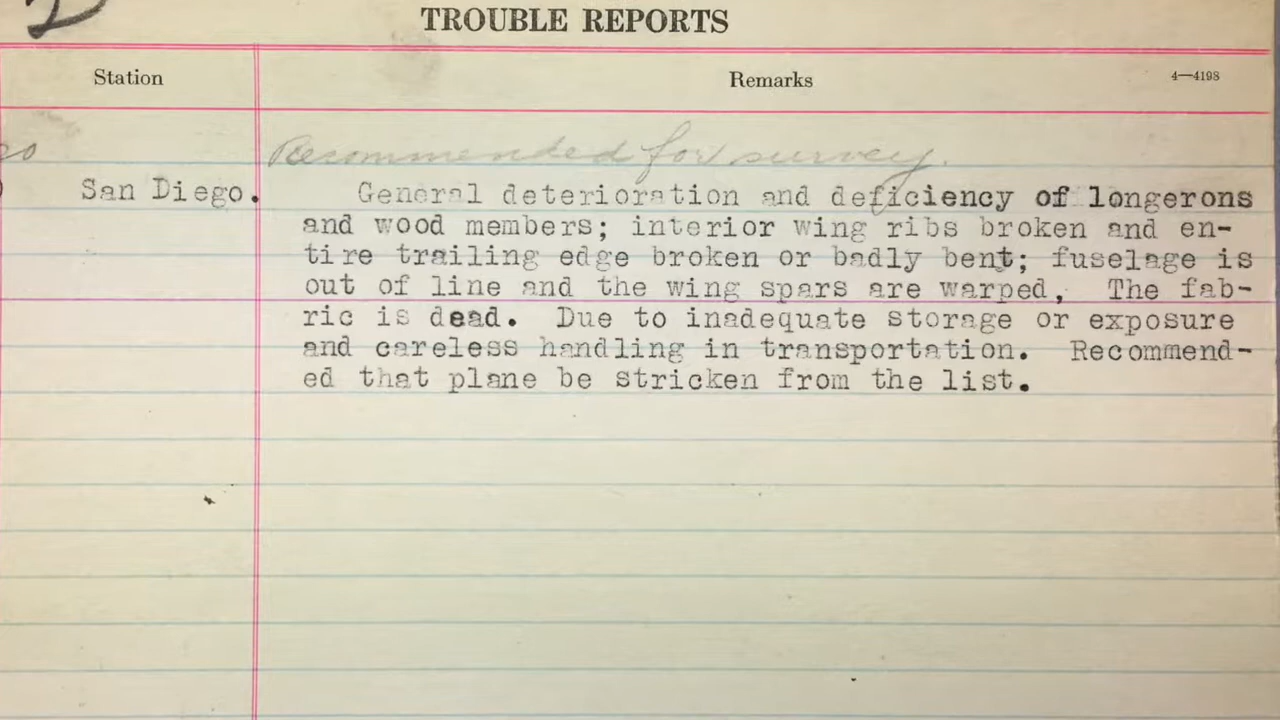 TROUBLE REPORTS
Station
Remarks
4—4198
Recommended for survey.
San Diego.
General deterioration and deficiency of longerons
and wood members; interior wing ribs broken and en-
tire trailing edge broken or badly bent; fuselage is
out of line and the wing spars are warped, The fab-
ric is dead. Due to inadequate storage or exposure
and careless handling in transportation. Recommend-
ed that plane be stricken from the list.